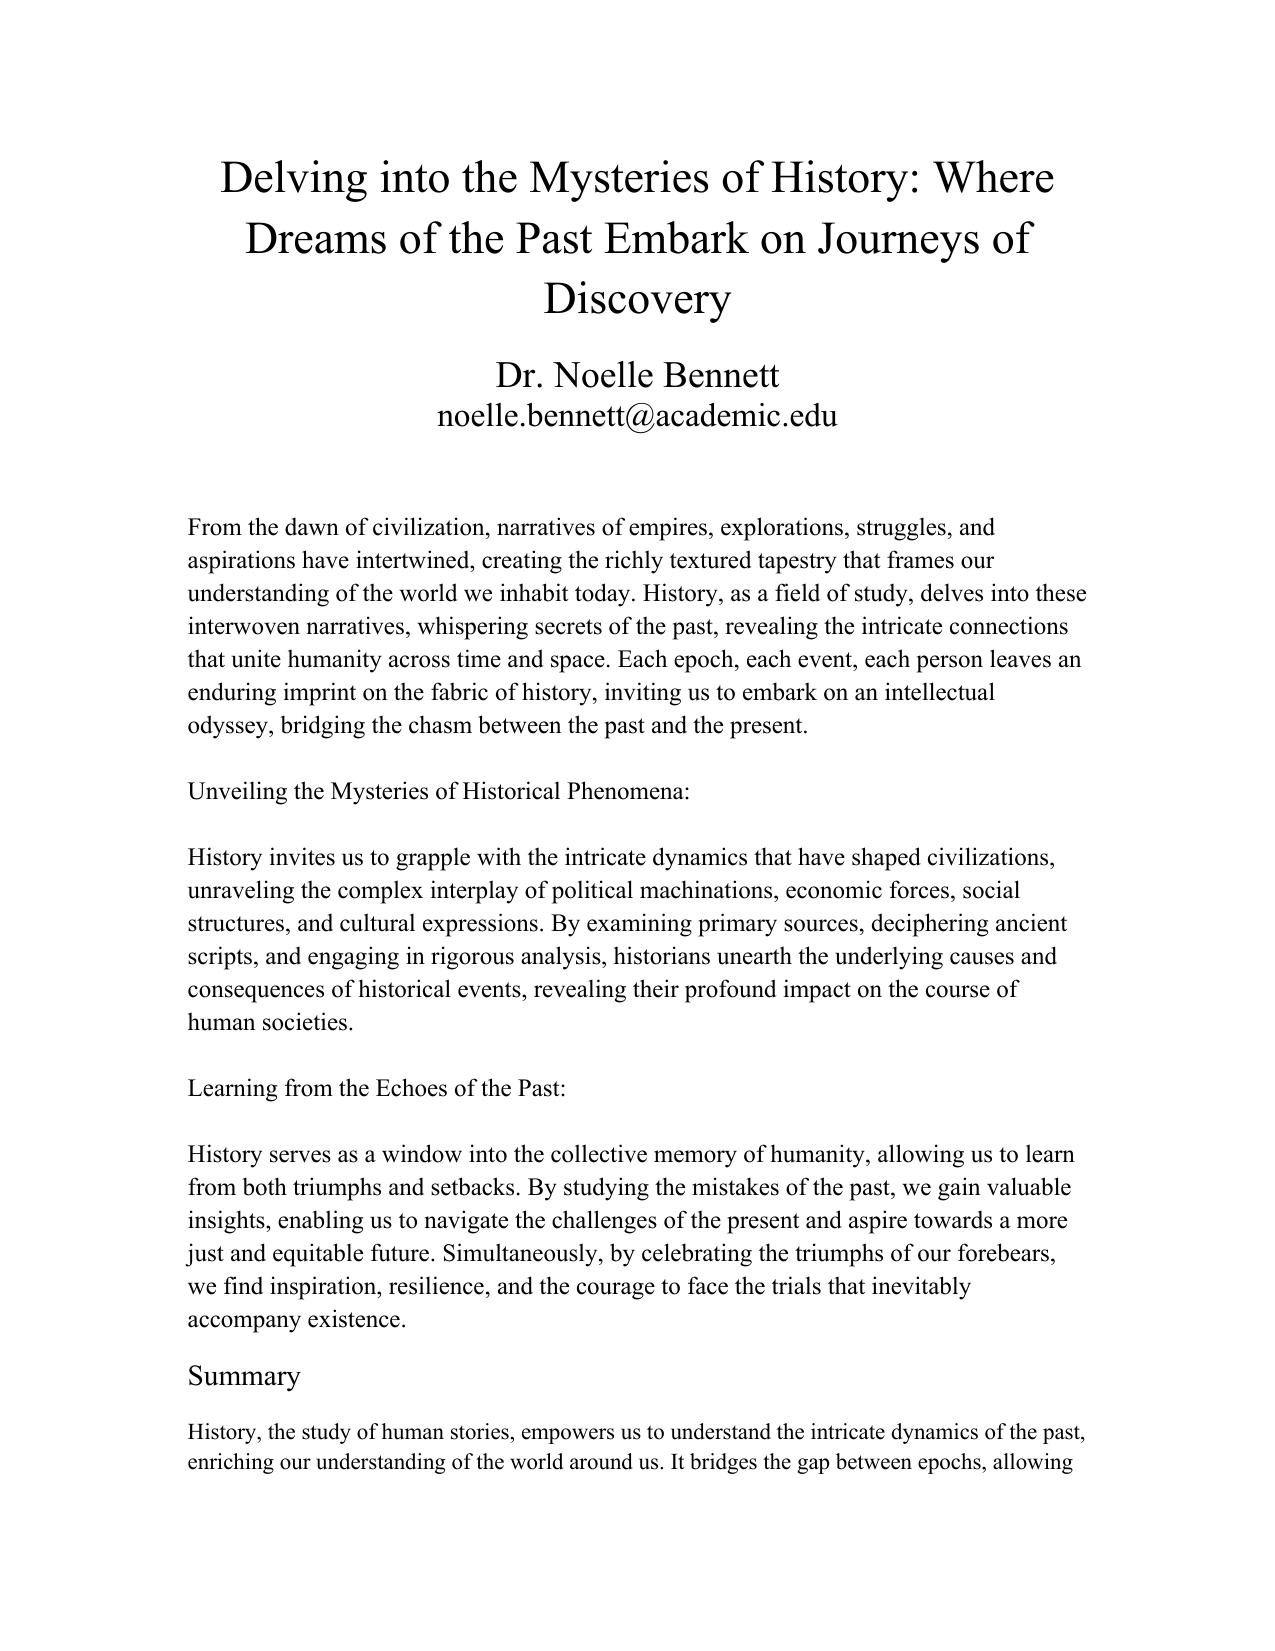 Delving into the Mysteries of History: Where
Dreams of the Past Embark on Journeys of
Discovery
Dr. Noelle Bennett
noelle.bennett@academic.edu
From the dawn of civilization, narratives of empires, explorations, struggles, and
aspirations have intertwined, creating the richly textured tapestry that frames our
understanding of the world we inhabit today. History, as a field of study, delves into these
interwoven narratives, whispering secrets of the past, revealing the intricate connections
that unite humanity across time and space. Each epoch, each event, each person leaves an
enduring imprint on the fabric of history, inviting us to embark on an intellectual
odyssey, bridging the chasm between the past and the present.
Unveiling the Mysteries of Historical Phenomena:
History invites us to grapple with the intricate dynamics that have shaped civilizations,
unraveling the complex interplay of political machinations, economic forces, social
structures, and cultural expressions. By examining primary sources, deciphering ancient
scripts, and engaging in rigorous analysis, historians unearth the underlying causes and
consequences of historical events, revealing their profound impact on the course of
human societies.
Learning from the Echoes of the Past:
History serves as a window into the collective memory of humanity, allowing us to learn
from both triumphs and setbacks. By studying the mistakes of the past, we gain valuable
insights, enabling us to navigate the challenges of the present and aspire towards a more
just and equitable future. Simultaneously, by celebrating the triumphs of our forebears,
we find inspiration, resilience, and the courage to face the trials that inevitably
accompany existence.
Summary
History, the study of human stories, empowers us to understand the intricate dynamics of the past,
enriching our understanding of the world around us. It bridges the gap between epochs, allowing